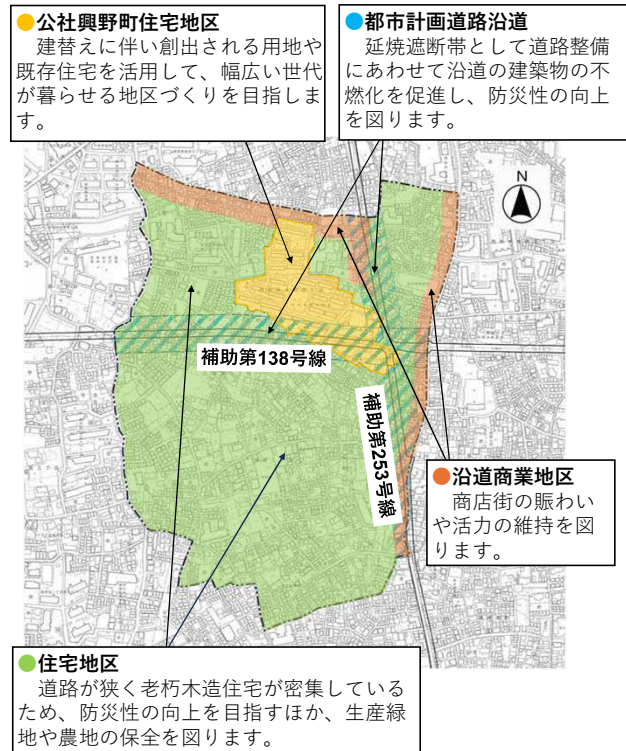 ●公社興野町住宅地区
建替えに伴い創出される用地や
既存住宅を活用して、幅広い世代
が暮らせる地区づくりを目指しま
す。
●都市計画道路沿道
延焼遮断帯として道路整備
にあわせて沿道の建築物の不
燃化を促進し、防災性の向上
を図ります。
N
補助第138号線
補助第253号線
●沿道商業地区
商店街の賑わい
や活力の維持を図
ります。
●住宅地区
道路が狭く老朽木造住宅が密集している
ため、防災性の向上を目指すほか、生産緑
地や農地の保全を図ります。